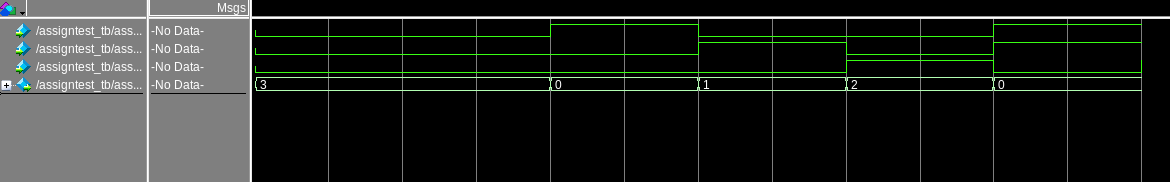 Msgs
/assigntest_tb/ass... -No Data-
/assigntest_tb/ass... -No Data-
/assigntest_tb/ass... -No Data-
/assigntest_tb/ass... -No Data- 3 0 1 2 0